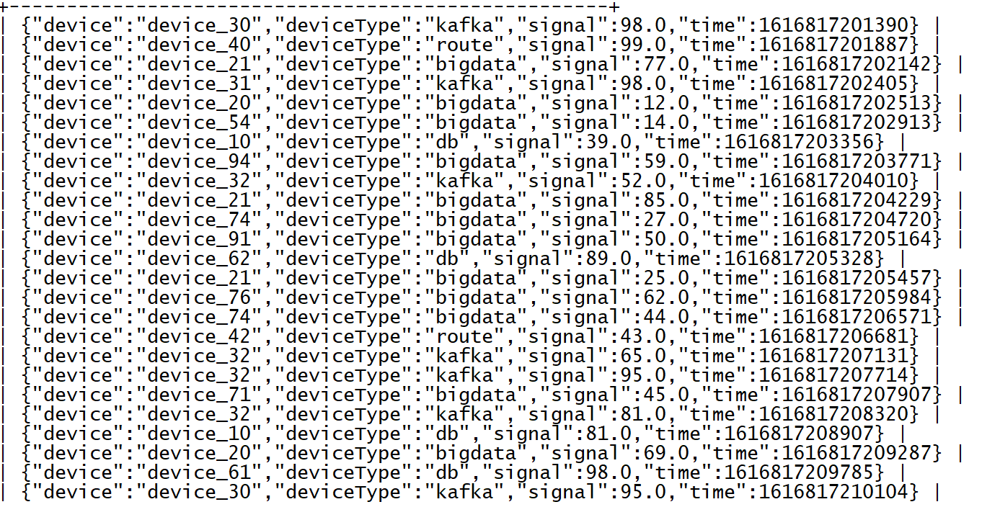 +---------------------------------------------------+
| {"device":"device_30","deviceType":"kafka","signal":98.0,"time":1616817201390} |
| {"device":"device_40","deviceType":"route","signal":99.0,"time":1616817201887} |
| {"device":"device_21","deviceType":"bigdata","signal":77.0,"time":1616817202142} |
| {"device":"device_31","deviceType":"kafka","signal":98.0,"time":1616817202405} |
| {"device":"device_20","deviceType":"bigdata","signal":12.0,"time":1616817202513} |
| {"device":"device_54","deviceType":"bigdata","signal":14.0,"time":1616817202913} |
| {"device":"device_10","deviceType":"db","signal":39.0,"time":1616817203356} |
| {"device":"device_94","deviceType":"bigdata","signal":59.0,"time":1616817203771} |
| {"device":"device_32","deviceType":"kafka","signal":52.0,"time":1616817204010} |
| {"device":"device_21","deviceType":"bigdata","signal":85.0,"time":1616817204229} |
| {"device":"device_74","deviceType":"bigdata","signal":27.0,"time":1616817204720} |
| {"device":"device_91","deviceType":"bigdata","signal":50.0,"time":1616817205164} |
| {"device":"device_62","deviceType":"db","signal":89.0,"time":1616817205328} |
| {"device":"device_21","deviceType":"bigdata","signal":25.0,"time":1616817205457} |
| {"device":"device_76","deviceType":"bigdata","signal":62.0,"time":1616817205984} |
| {"device":"device_74","deviceType":"bigdata","signal":44.0,"time":1616817206571} |
| {"device":"device_42","deviceType":"route","signal":43.0,"time":1616817206681} |
| {"device":"device_32","deviceType":"kafka","signal":65.0,"time":1616817207131} |
| {"device":"device_32","deviceType":"kafka","signal":95.0,"time":1616817207714} |
| {"device":"device_71","deviceType":"bigdata","signal":45.0,"time":1616817207907} |
| {"device":"device_32","deviceType":"kafka","signal":81.0,"time":1616817208320} |
| {"device":"device_10","deviceType":"db","signal":81.0,"time":1616817208907} |
| {"device":"device_20","deviceType":"bigdata","signal":69.0,"time":1616817209287} |
| {"device":"device_61","deviceType":"db","signal":98.0,"time":1616817209785} |
| {"device":"device_30","deviceType":"kafka","signal":95.0,"time":1616817210104} |